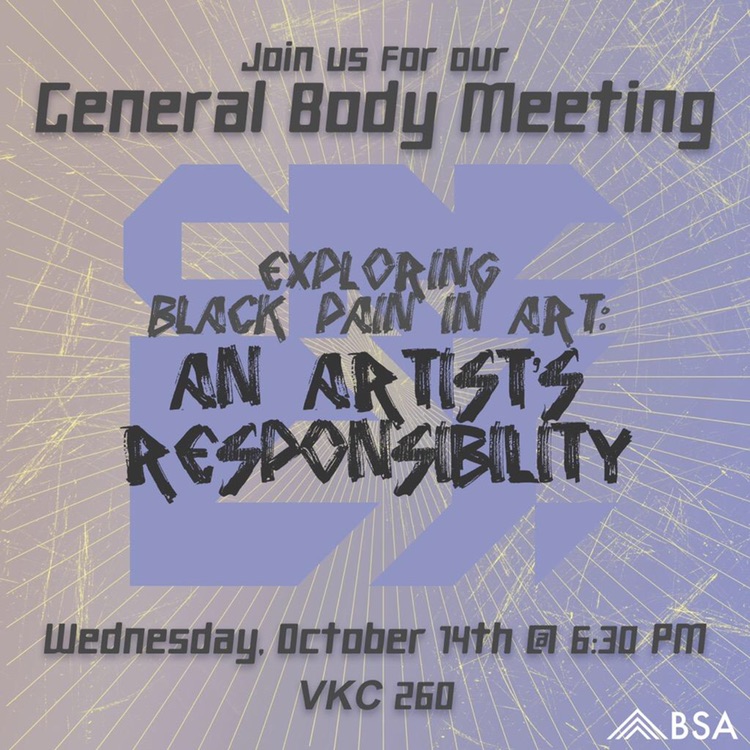 Join us for our
General Body Meeting
EXPLORING
BLACK PAIN IN ART:
AN ARTIST'S
RESPONSIBILITY
Wednesday, October 14th @ 6:30 PM
VKC 260
BSA